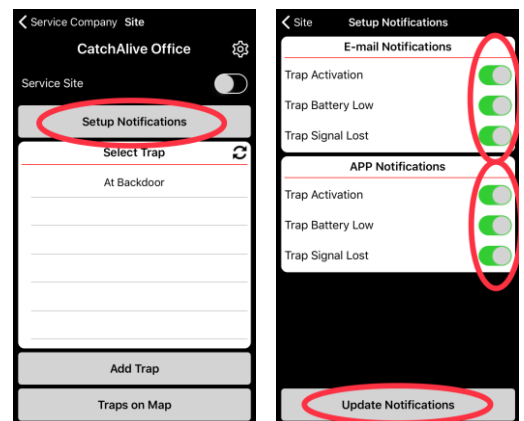 Service Company Site
CatchAlive Office
Service Site
Setup Notifications
Select Trap
At Backdoor
Add Trap
Traps on Map
Site Setup Notifications
E-mail Notifications
Trap Activation
Trap Battery Low
Trap Signal Lost
APP Notifications
Trap Activation
Trap Battery Low
Trap Signal Lost
Update Notifications